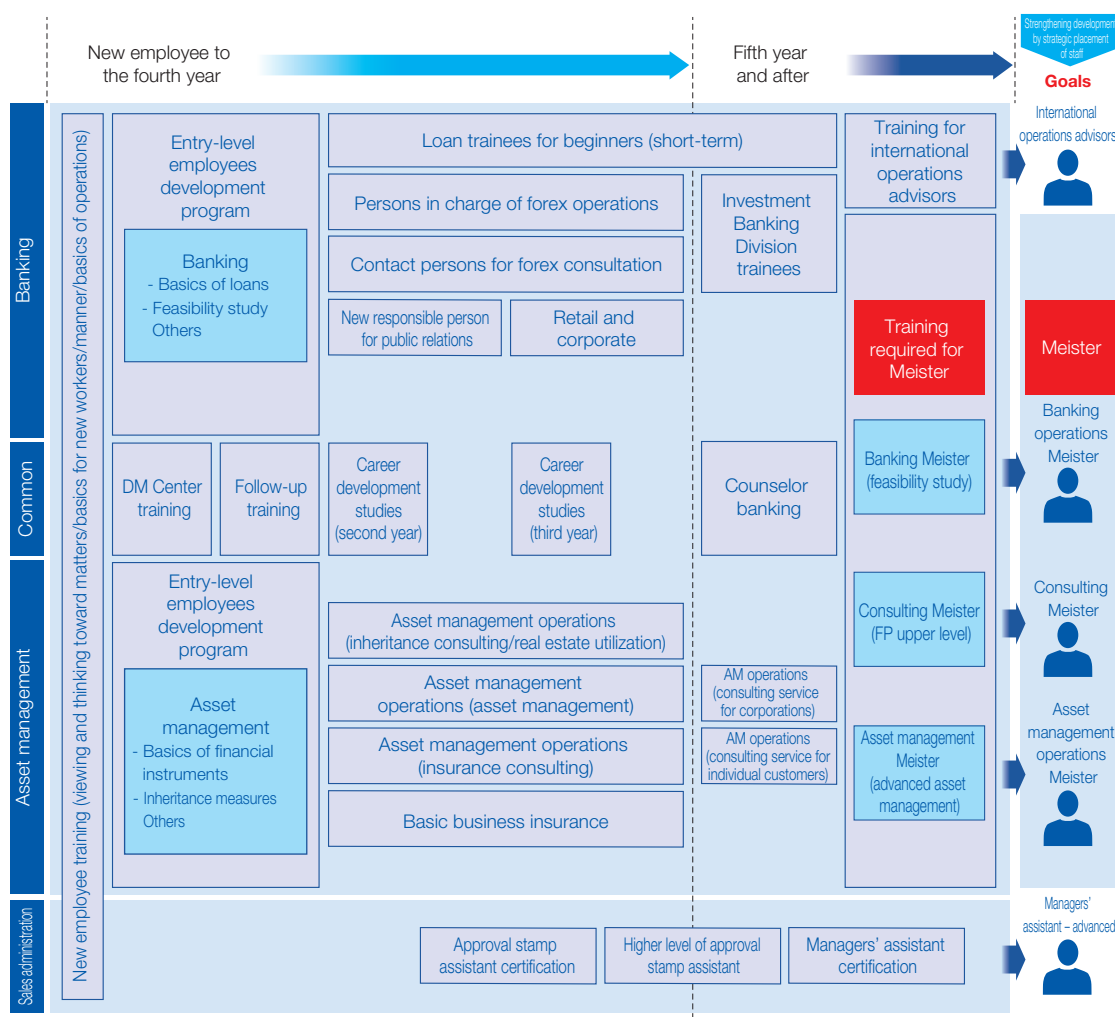 New employee to
the fourth year
Fifth year
and after
Strengthening development
by strategic placement
of staff
Goals
Banking
Common
Asset management
Sales administration
New employee training (viewing and thinking toward matters/basics for new workers/manner/basics of operations)
Entry-level
employees
development
program
Banking
- Basics of loans
- Feasibility study
Others
Loan trainees for beginners (short-term)
Persons in charge of forex operations
Contact persons for forex consultation
New responsible person
for public relations
Retail and
corporate
Investment
Banking
Division
trainees
Training for
international
operations
advisors
International
operations advisors
Training
required for
Meister
Meister
DM Center
training
Follow-up
training
Career
development
studies
(second year)
Career
development
studies
(third year)
Counselor
banking
Banking Meister
(feasibility study)
Banking
operations
Meister
Entry-level
employees
development
program
Asset
management
- Basics of financial
instruments
- Inheritance measures
Others
Asset management operations
(inheritance consulting/real estate utilization)
Asset management
operations (asset management)
Asset management operations
(insurance consulting)
Basic business insurance
AM operations
(consulting service
for corporations)
AM operations
(consulting service for
individual customers)
Consulting Meister
(FP upper level)
Consulting
Meister
Asset management
Meister
(advanced asset
management)
Asset
management
operations
Meister
Approval stamp
assistant certification
Higher level of approval
stamp assistant
Managers' assistant
certification
Managers'
assistant – advanced